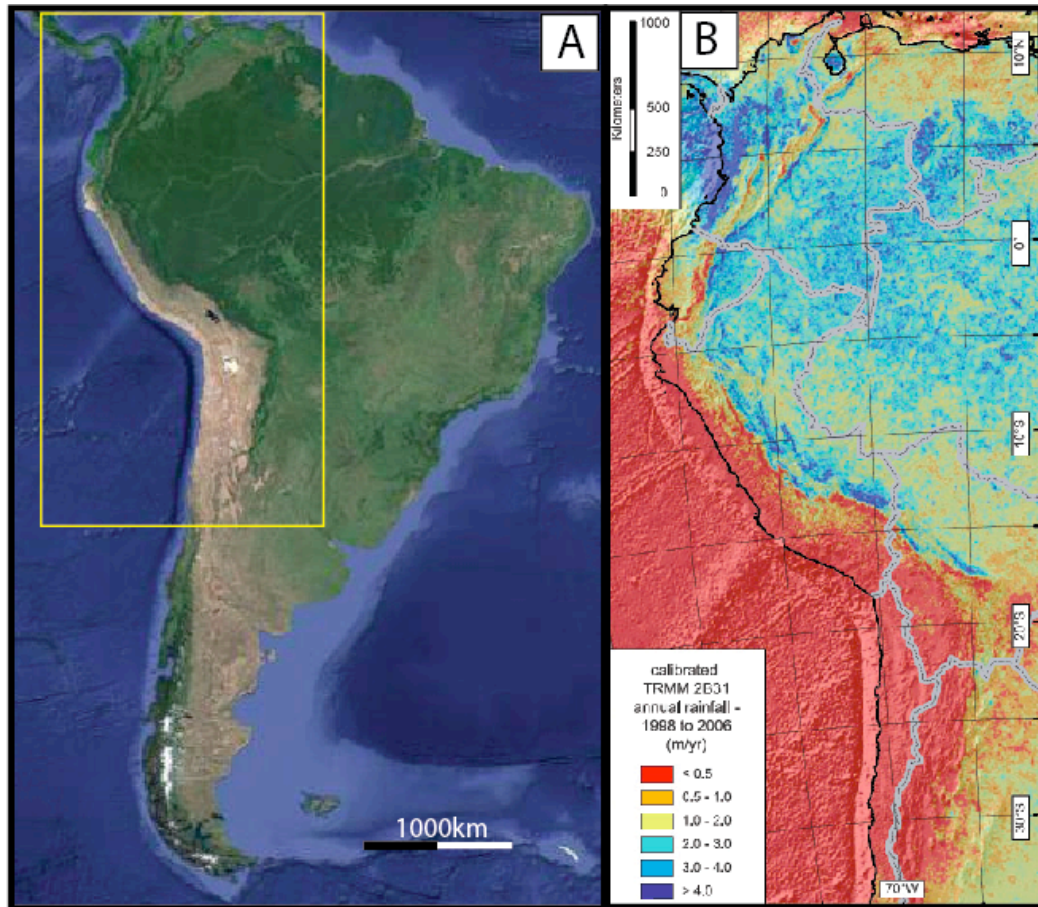 A
1000km
B
1000
500
250
0
Kilometers
10°N
0°
10°S
20°S
30°S
70°W
calibrated
TRMM 2B31
annual rainfall -
1998 to 2006
(m/yr)
< 0.5
0.5 - 1.0
1.0 - 2.0
2.0 - 3.0
3.0 - 4.0
> 4.0